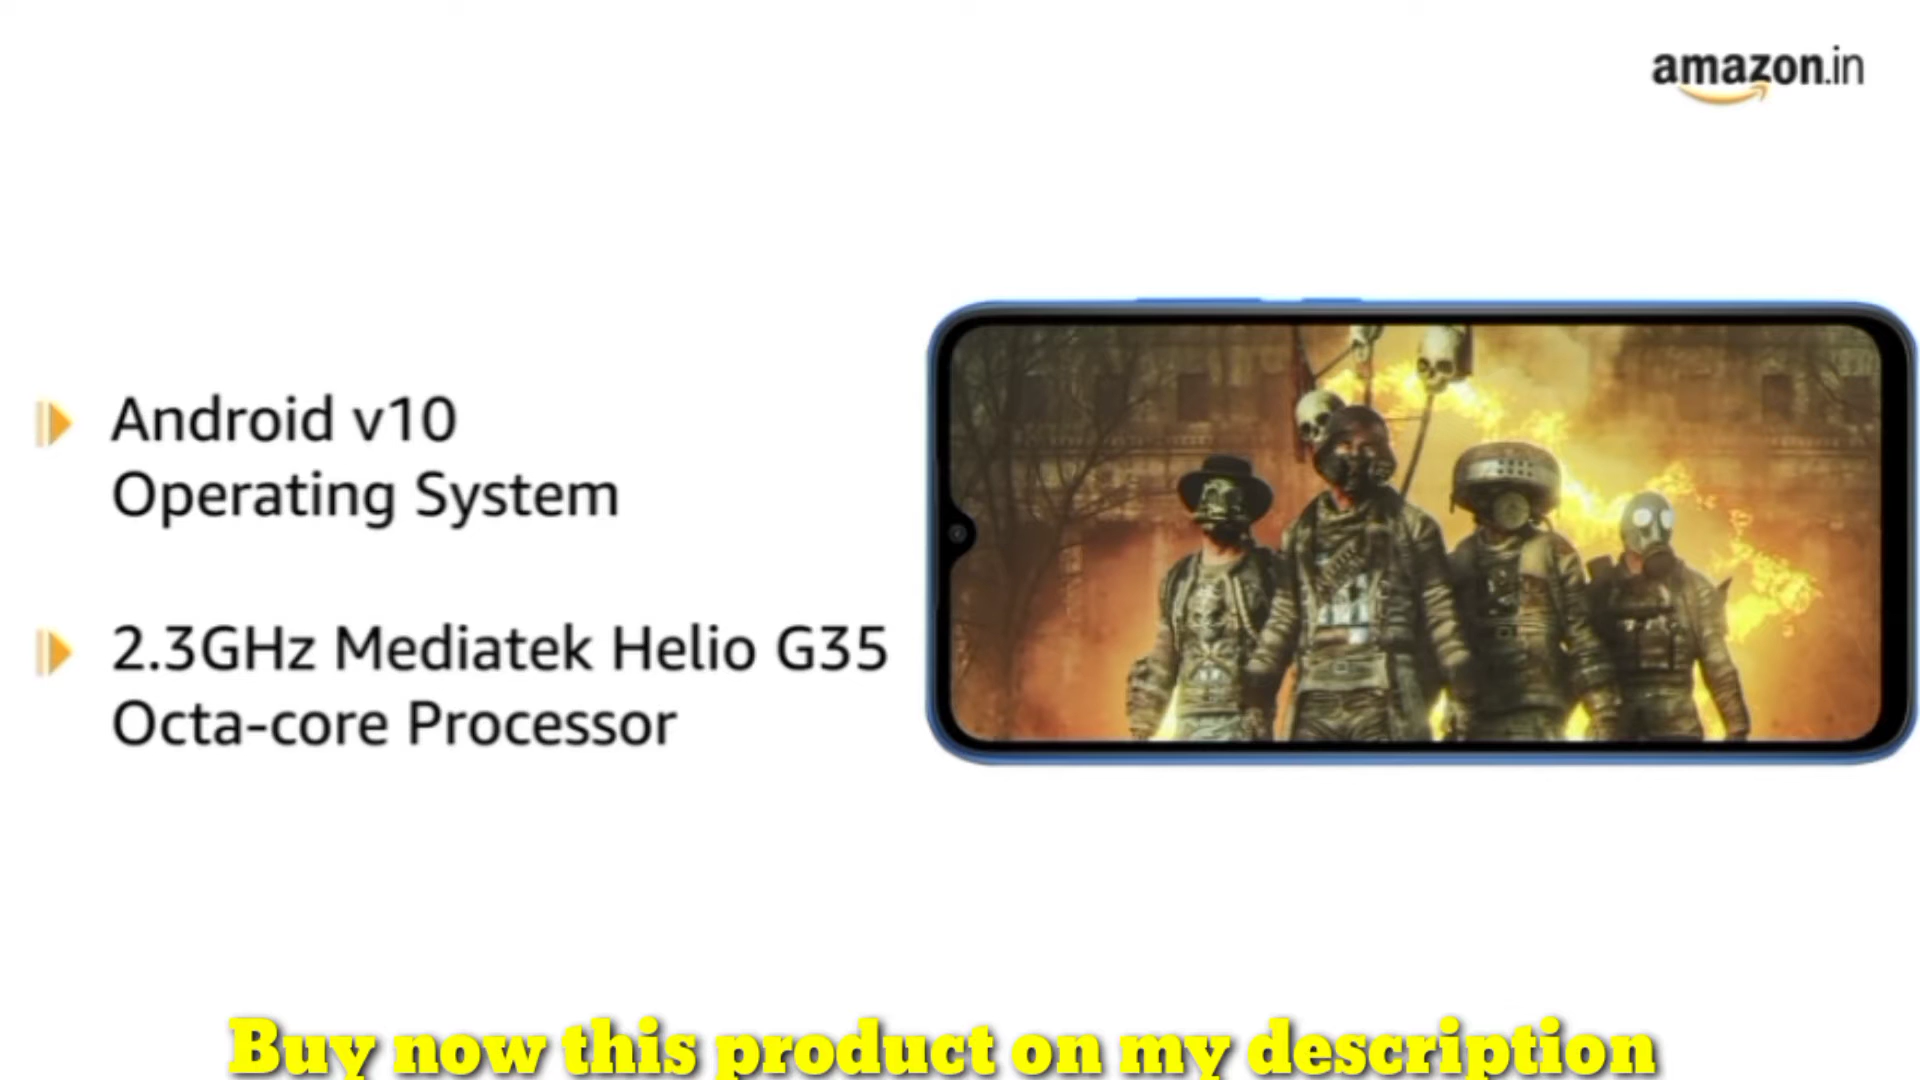 amazon.in
Android v10
Operating System
2.3GHz Mediatek Helio G35
Octa-core Processor
Buy now this product on my description